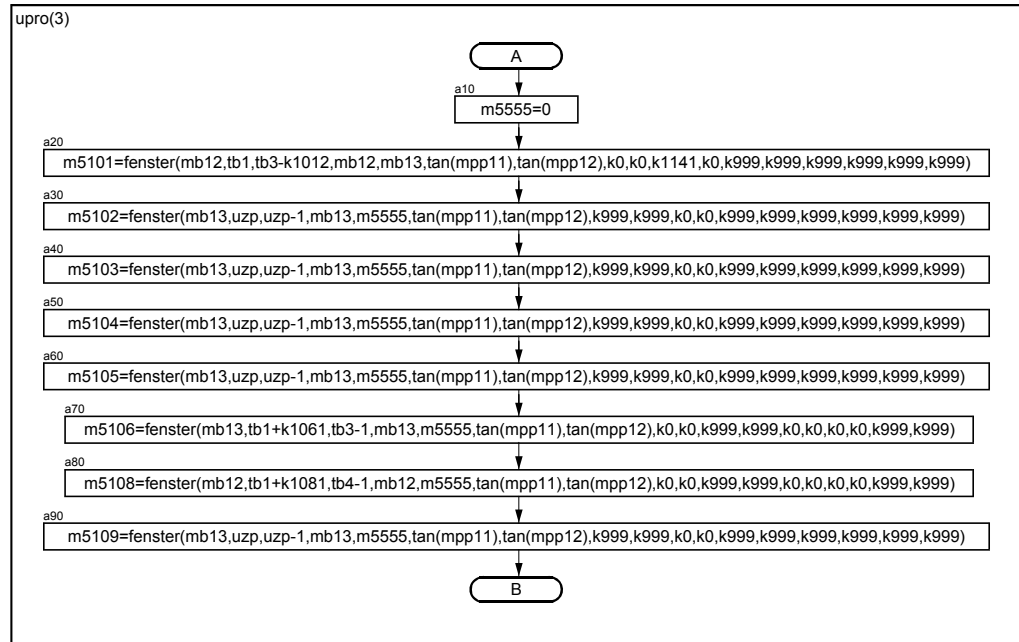 upro(3)
A
a10
m5555=0
a20
m5101=fenster(mb12,tb1,tb3-k1012,mb12,mb13,tan(mpp11),tan(mpp12),k0,k0,k1141,k0,k999,k999,k999,k999,k999,k999)
a30
m5102=fenster(mb13,uzp,uzp-1,mb13,m5555,tan(mpp11),tan(mpp12),k999,k999,k0,k0,k999,k999,k999,k999,k999,k999)
a40
m5103=fenster(mb13,uzp,uzp-1,mb13,m5555,tan(mpp11),tan(mpp12),k999,k999,k0,k0,k999,k999,k999,k999,k999,k999)
a50
m5104=fenster(mb13,uzp,uzp-1,mb13,m5555,tan(mpp11),tan(mpp12),k999,k999,k0,k0,k999,k999,k999,k999,k999,k999)
a60
m5105=fenster(mb13,uzp,uzp-1,mb13,m5555,tan(mpp11),tan(mpp12),k999,k999,k0,k0,k999,k999,k999,k999,k999,k999)
a70
m5106=fenster(mb13,tb1+k1061,tb3-1,mb13,m5555,tan(mpp11),tan(mpp12),k0,k0,k999,k999,k0,k0,k0,k0,k999,k999)
a80
m5108=fenster(mb12,tb1+k1081,tb4-1,mb12,m5555,tan(mpp11),tan(mpp12),k0,k0,k999,k999,k0,k0,k0,k0,k999,k999)
a90
m5109=fenster(mb13,uzp,uzp-1,mb13,m5555,tan(mpp11),tan(mpp12),k999,k999,k0,k0,k999,k999,k999,k999,k999,k999)
B